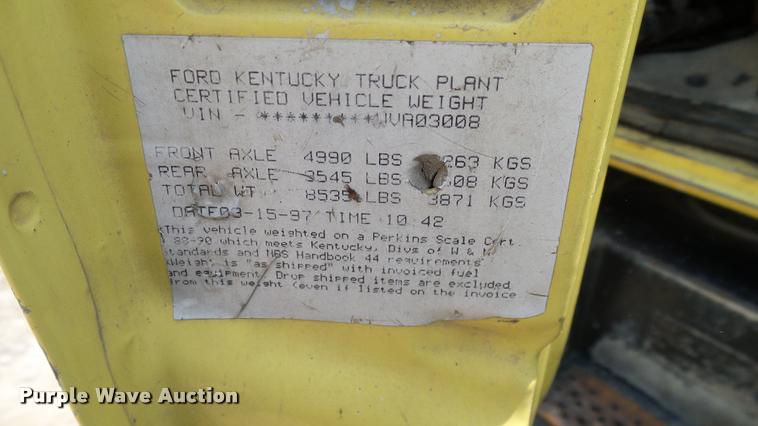 FORD KENTUCKY TRUCK PLANT
CERTIFIED VEHICLE WEIGHT
VIN - *********VVA03008
FRONT AXLE 4990 LBS 263 KGS
REAR AXLE 3545 LBS 608 KGS
TOTAL WT 8535 LBS 3871 KGS
DATE03-15-97 TIME 10 42
This vehicle weighted on a Perkins Scale Cert
82-90 which meets Kentucky, Divs of W & M
Standards and NBS Handbook 44 requirements
Weight is "as shipped" with invoiced fuel
and equipment. Drop shipped items are excluded
from this weight (even if listed on the invoice
Purple Wave Auction